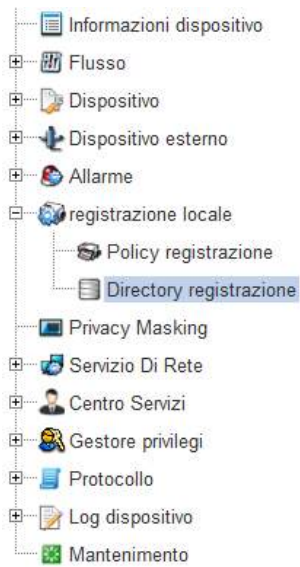 Informazioni dispositivo
Flusso
Dispositivo
Dispositivo esterno
Allarme
registrazione locale
Policy registrazione
Directory registrazione
Privacy Masking
Servizio Di Rete
Centro Servizi
Gestore privilegi
Protocollo
Log dispositivo
Mantenimento